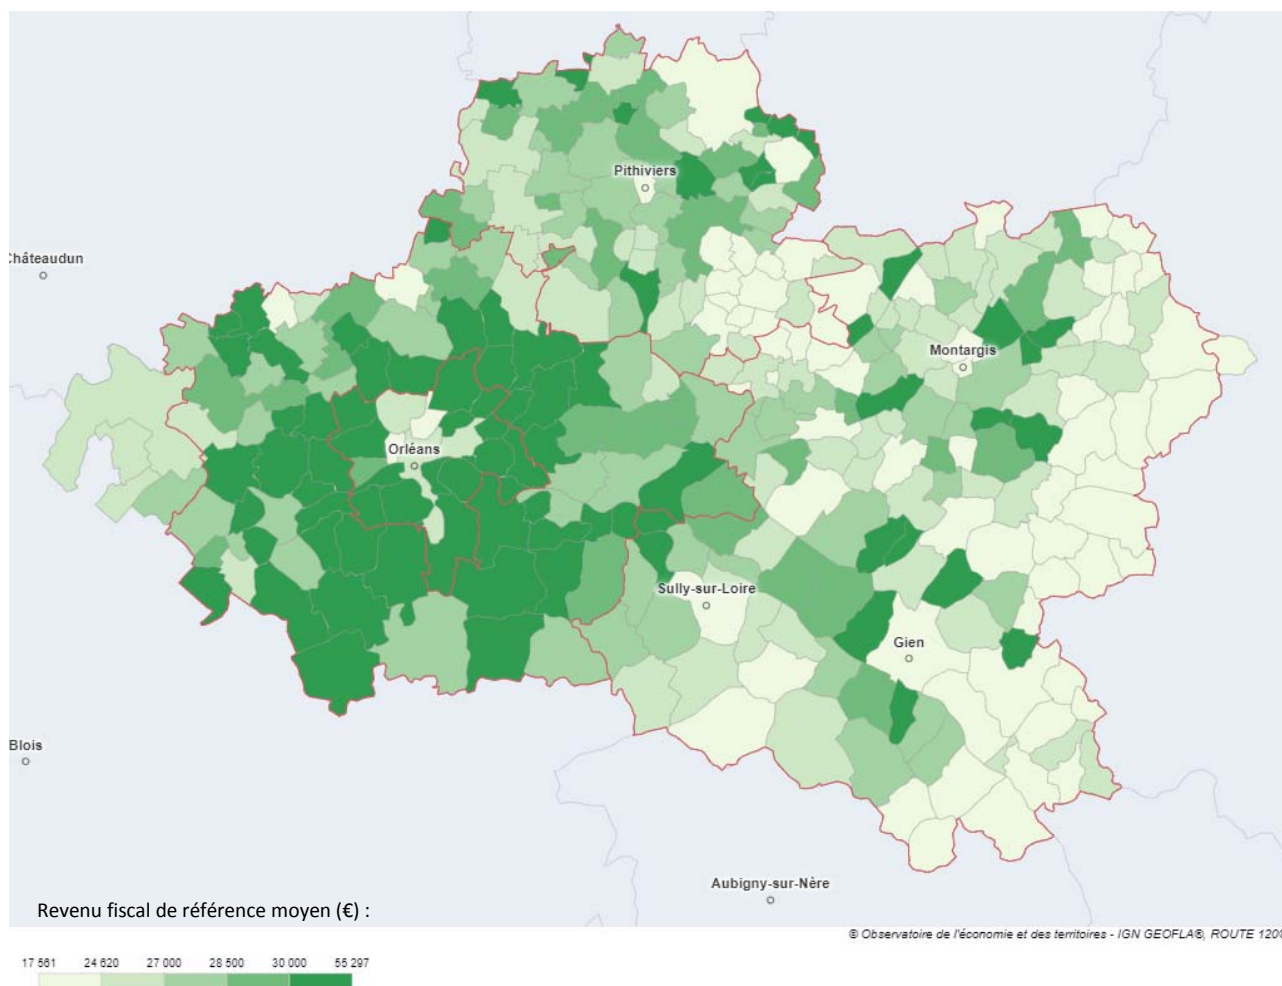 Pithiviers
Châteaudun
Montargis
Orléans
Sully-sur-Loire
Gien
Blois
Aubigny-sur-Nère
Revenu fiscal de référence moyen (€) :
© Observatoire de l'économie et des territoires - IGN GEOFLA®, ROUTE 120
17 561 24 620 27 000 28 500 30 000 55 297